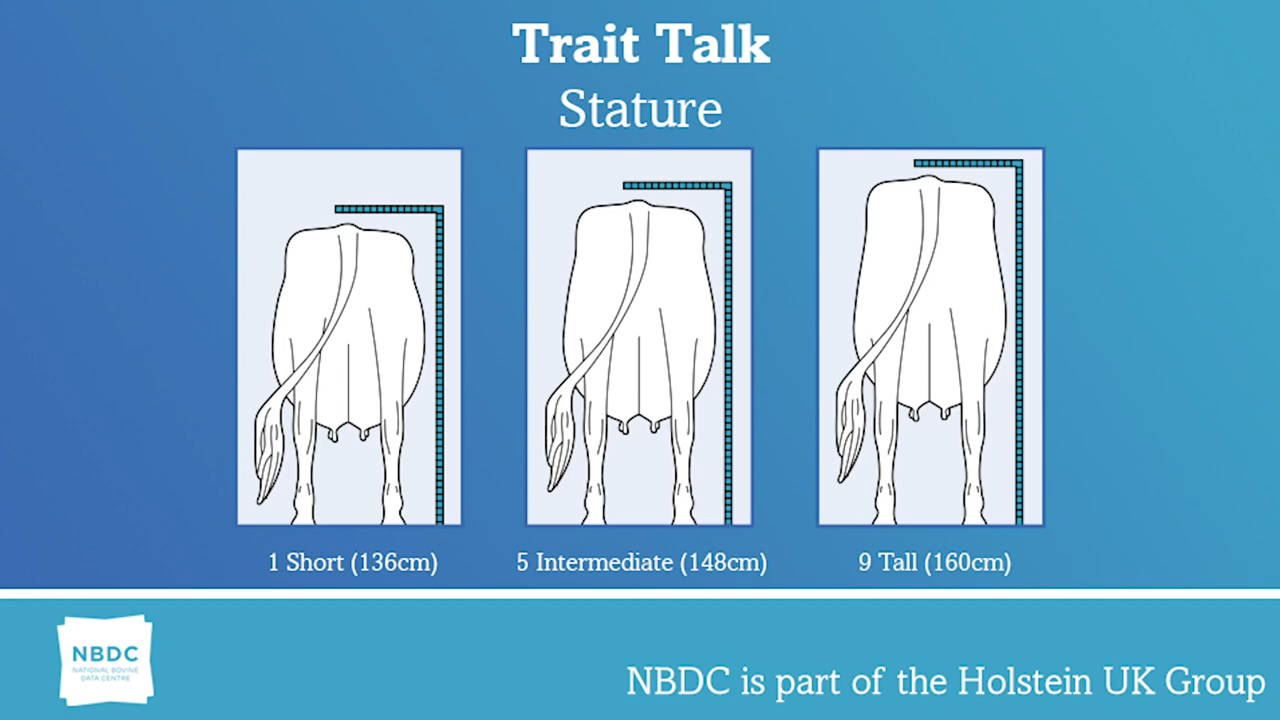 Trait Talk
Stature
1 Short (136cm)
5 Intermediate (148cm)
9 Tall (160cm)
NBDC
NATIONAL BOVINE
DATA CENTRE
NBDC is part of the Holstein UK Group